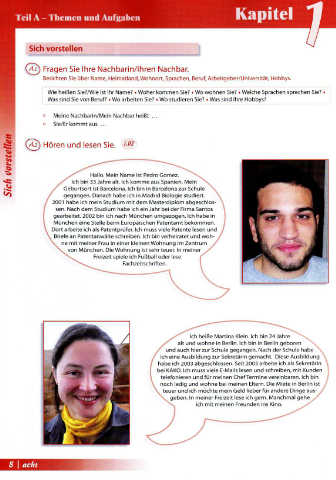 Teil A – Themen und Aufgaben
Kapitel 1
Sich vorstellen
A1 Fragen Sie Ihre Nachbarin/Ihren Nachbar.
Berichten Sie über Name, Heimatland, Wohnort, Sprachen, Beruf, Arbeitgeber/Universität, Hobbys.
Wie heißen Sie?/Wie ist Ihr Name? • Woher kommen Sie? • Wo wohnen Sie? • Welche Sprachen sprechen Sie? •
Was sind Sie von Beruf? • Wo arbeiten Sie? • Wo studieren Sie? • Was sind Ihre Hobbys?
Meine Nachbarin/Mein Nachbar heißt: …
Sie/Er kommt aus …
A2 Hören und lesen Sie.
Sich vorstellen
Hallo. Mein Name ist Pedro Gomez.
Ich bin 33 Jahre alt. Ich komme aus Spanien. Mein
Geburtsort ist Barcelona. Ich bin in Barcelona zur Schule
gegangen. Danach habe ich in Madrid Biologie studiert.
2001 habe ich mein Studium mit dem Masterdiplom abgeschlos-
sen. Nach dem Studium habe ich ein Jahr bei der Firma Santos
gearbeitet. 2002 bin ich nach München umgezogen. Ich habe in
München eine Stelle beim Europäischen Patentamt bekommen.
Dort arbeite ich als Patentprüfer. Ich muss viele Patente lesen und
Briefe an Patentanwälte schreiben. Ich bin verheiratet und woh-
ne mit meiner Frau in einer kleinen Wohnung im Zentrum
von München. Die Wohnung ist sehr teuer. In meiner
Freizeit spiele ich Fußball oder lese
Fachzeitschriften.
Ich heiße Martina Klein. Ich bin 24 Jahre
alt und wohne in Berlin. Ich bin in Berlin geboren
und auch hier zur Schule gegangen. Nach der Schule habe
ich eine Ausbildung zur Sekretärin gemacht. Diese Ausbildung
habe ich 2003 abgeschlossen. Seit 2003 arbeite ich als Sekretärin
bei KAKO. Ich muss viele E-Mails lesen und schreiben, mit Kunden
telefonieren und für meinen Chef Termine vereinbaren. Ich bin
noch ledig und wohne bei meinen Eltern. Die Miete in Berlin ist
teuer und ich möchte mein Geld lieber für andere Dinge aus-
geben. In meiner Freizeit lese ich gern. Manchmal gehe
ich mit meinen Freunden ins Kino.
8 | acht